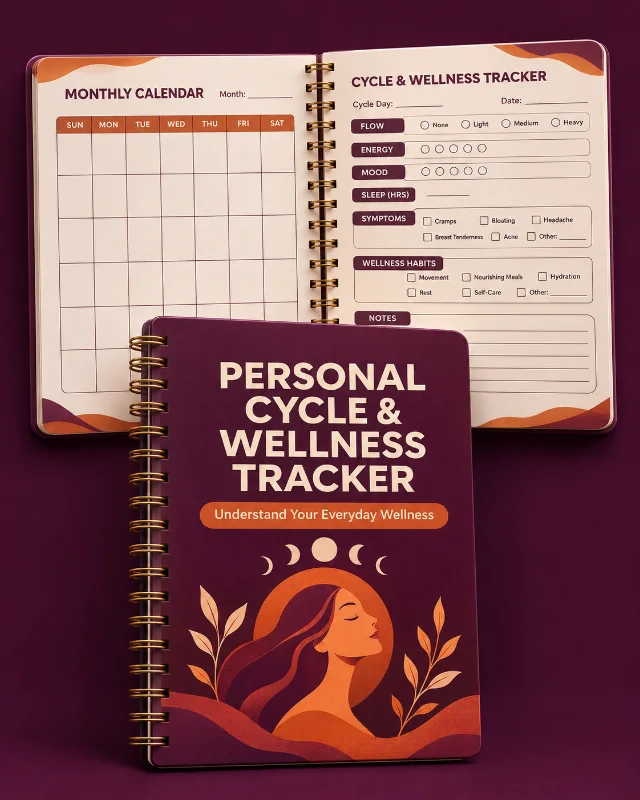 MONTHLY CALENDAR Month:
SUN MON TUE WED THU FRI SAT
CYCLE & WELLNESS TRACKER
Cycle Day: Date:
FLOW None Light Medium Heavy
ENERGY
MOOD
SLEEP (HRS)
SYMPTOMS Cramps Bloating Headache
Breast Tenderness Acne Other:
WELLNESS HABITS
Movement Nourishing Meals Hydration
Rest Self-Care Other:
NOTES
PERSONAL
CYCLE &
WELLNESS
TRACKER
Understand Your Everyday Wellness